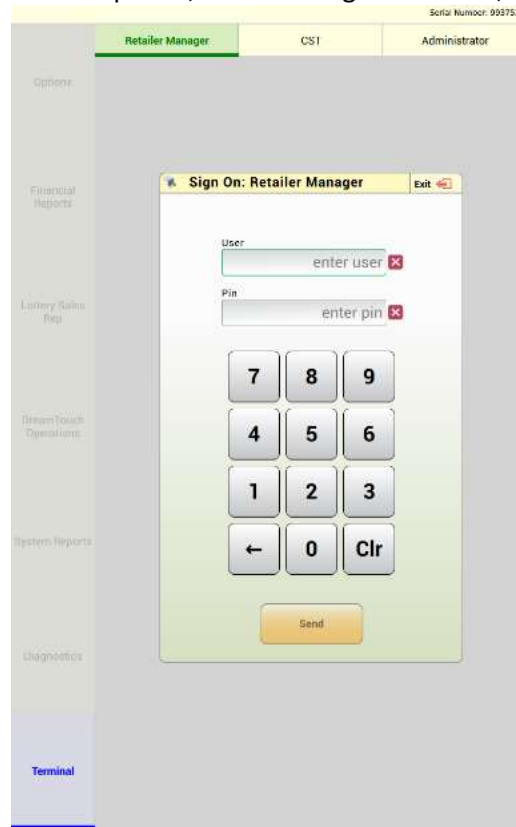 Serial Number: 99375
Retailer Manager
CST
Administrator
Options
Financial
Reports
Lottery Sales
Rep
DreamTouch
Operations
System Reports
Diagnostics
Terminal
Sign On: Retailer Manager
Exit
User
enter user
Pin
enter pin
7 8 9
4 5 6
1 2 3
← 0 Clr
Send